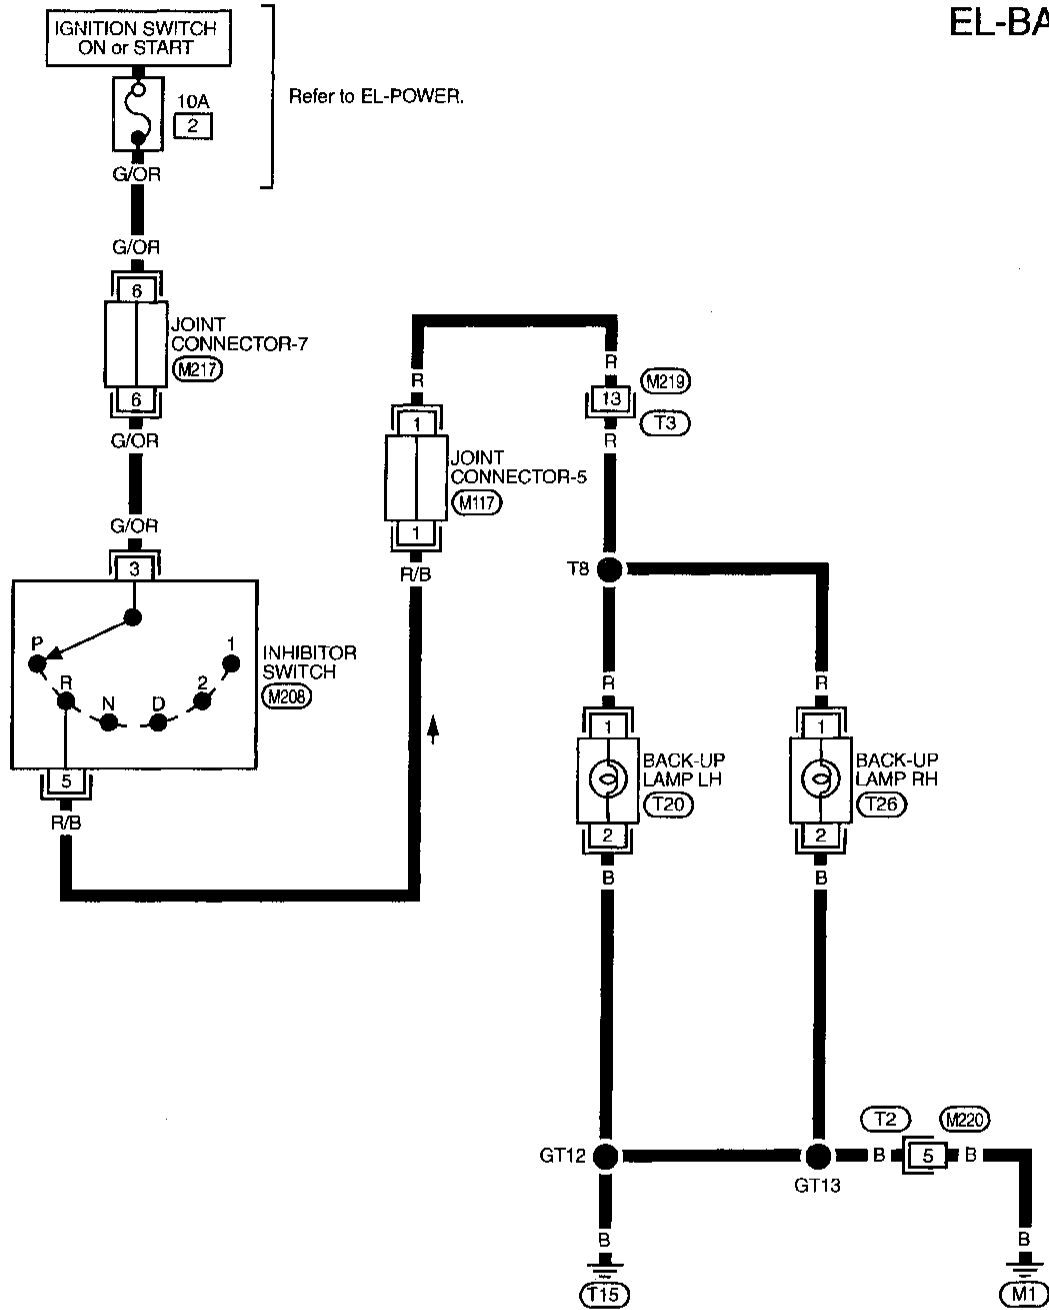 EL-BA
IGNITION SWITCH
ON or START
10A
2
Refer to EL-POWER.
G/OR
G/OR
6
JOINT
CONNECTOR-7
M217
6
G/OR
G/OR
3
P
R
N
D
2
1
INHIBITOR
SWITCH
M208
5
R/B
R
1
JOINT
CONNECTOR-5
M117
1
R/B
R
13
M219
T3
R
T8
R
1
BACK-UP
LAMP LH
T20
2
B
R
1
BACK-UP
LAMP RH
T26
2
B
GT12
GT13
B
T2
5
M220
B
B
T15
B
M1